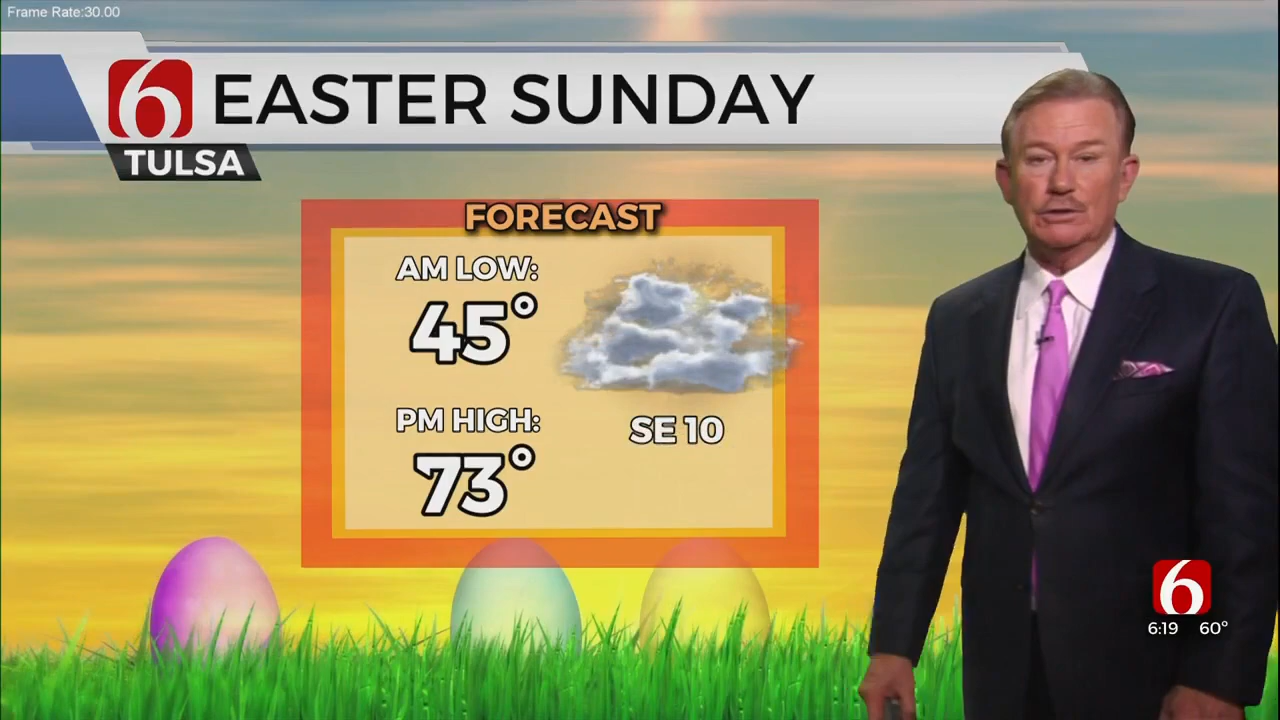 Frame Rate:30.00
6 EASTER SUNDAY
TULSA
FORECAST
AM LOW:
45°
PM HIGH:
73°
SE 10
6
6:19 60°